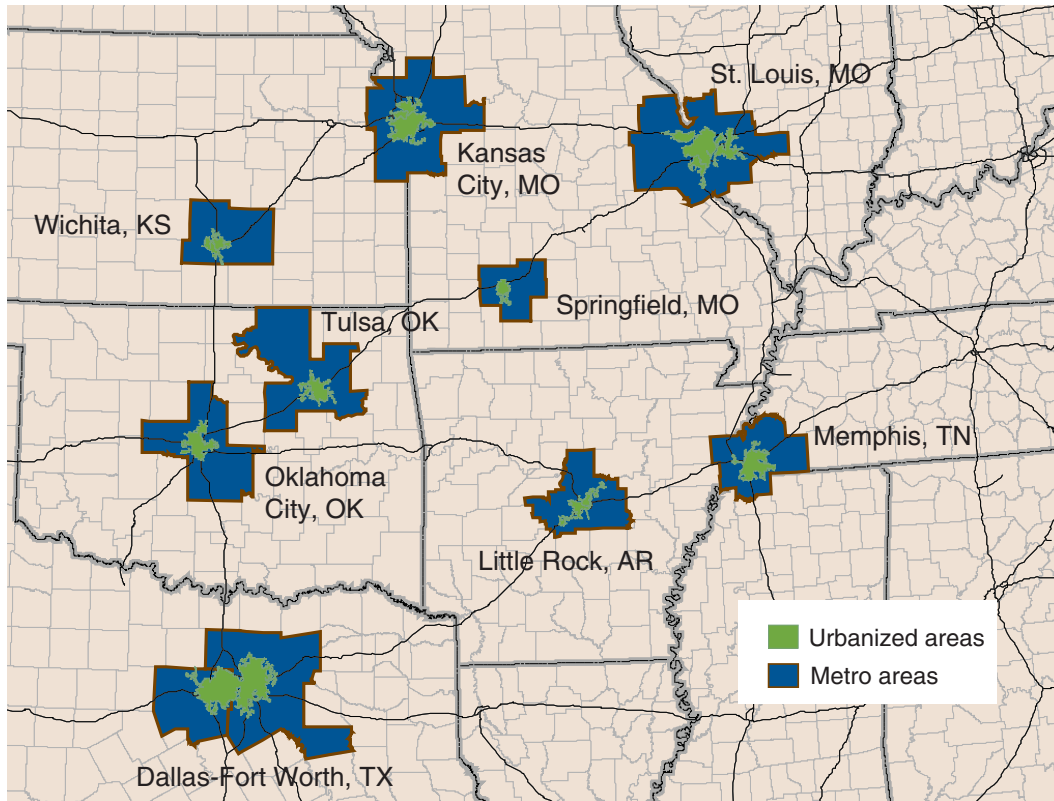 St. Louis, MO
Kansas
City, MO
Wichita, KS
Springfield, MO
Tulsa, OK
Memphis, TN
Oklahoma
City, OK
Little Rock, AR
Urbanized areas
Metro areas
Dallas-Fort Worth, TX